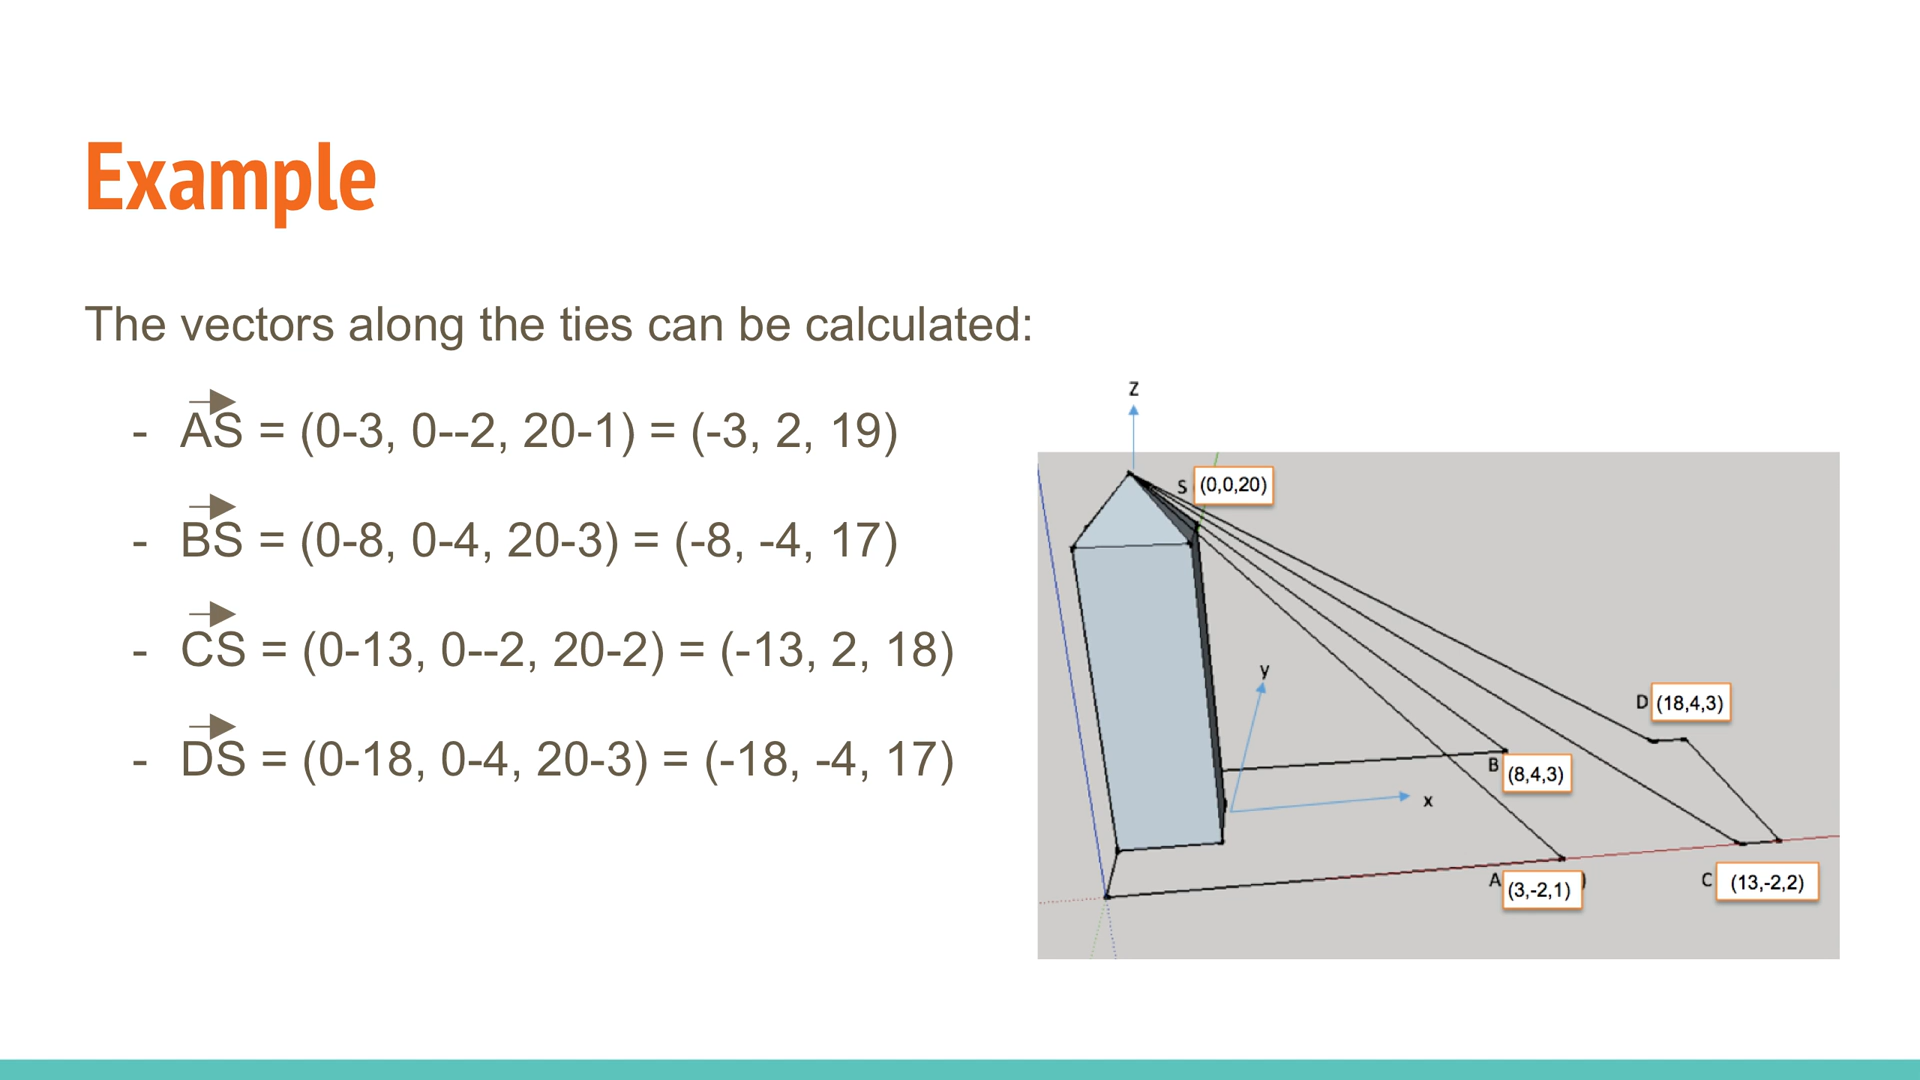 Example
The vectors along the ties can be calculated:
- AS = (0-3, 0--2, 20-1) = (-3, 2, 19)
- BS = (0-8, 0-4, 20-3) = (-8, -4, 17)
- CS = (0-13, 0--2, 20-2) = (-13, 2, 18)
- DS = (0-18, 0-4, 20-3) = (-18, -4, 17)
z
S (0,0,20)
y
D (18,4,3)
B (8,4,3)
x
A (3,-2,1) )
C (13,-2,2)